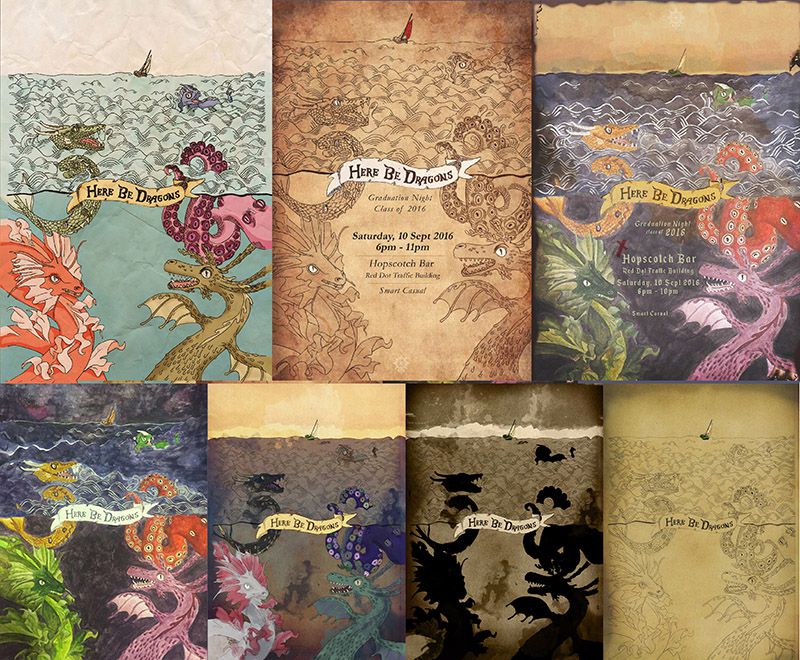 Here Be Dragons
Here Be Dragons
Graduation Night
Class of 2016
Saturday, 10 Sept 2016
6pm - 11pm
Hopscotch Bar
Red Dot Traffic Building
Smart Casual
Here Be Dragons
Graduation Night
class of 2016
Hopscotch Bar
Red Dot Traffic Building
Saturday, 10 Sept 2016
6pm - 10pm
Smart Casual
Here Be Dragons
Here Be Dragons
Here Be Dragons
Here Be Dragons